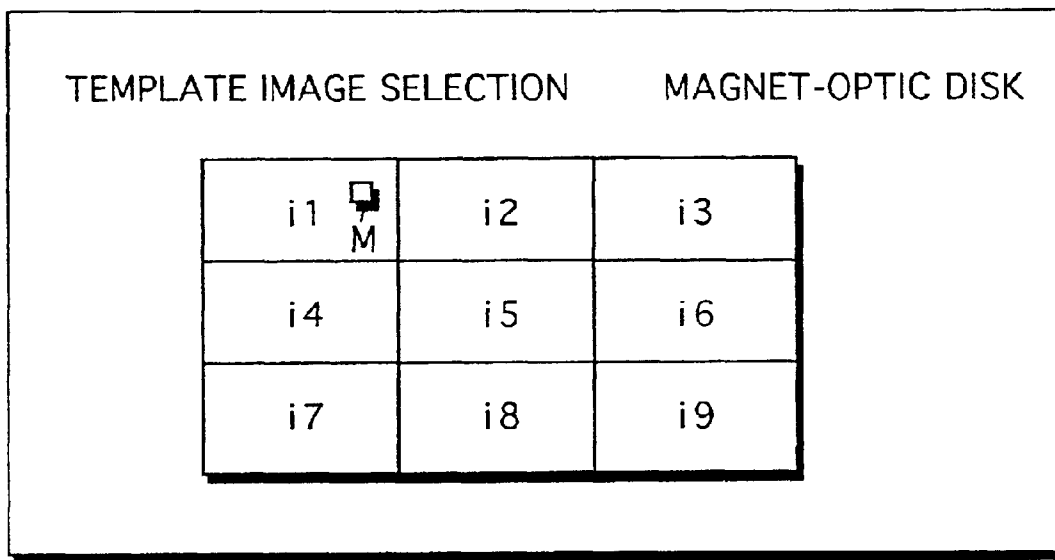 TEMPLATE IMAGE SELECTION MAGNET-OPTIC DISK
i1 M i2 i3
i4 i5 i6
i7 i8 i9